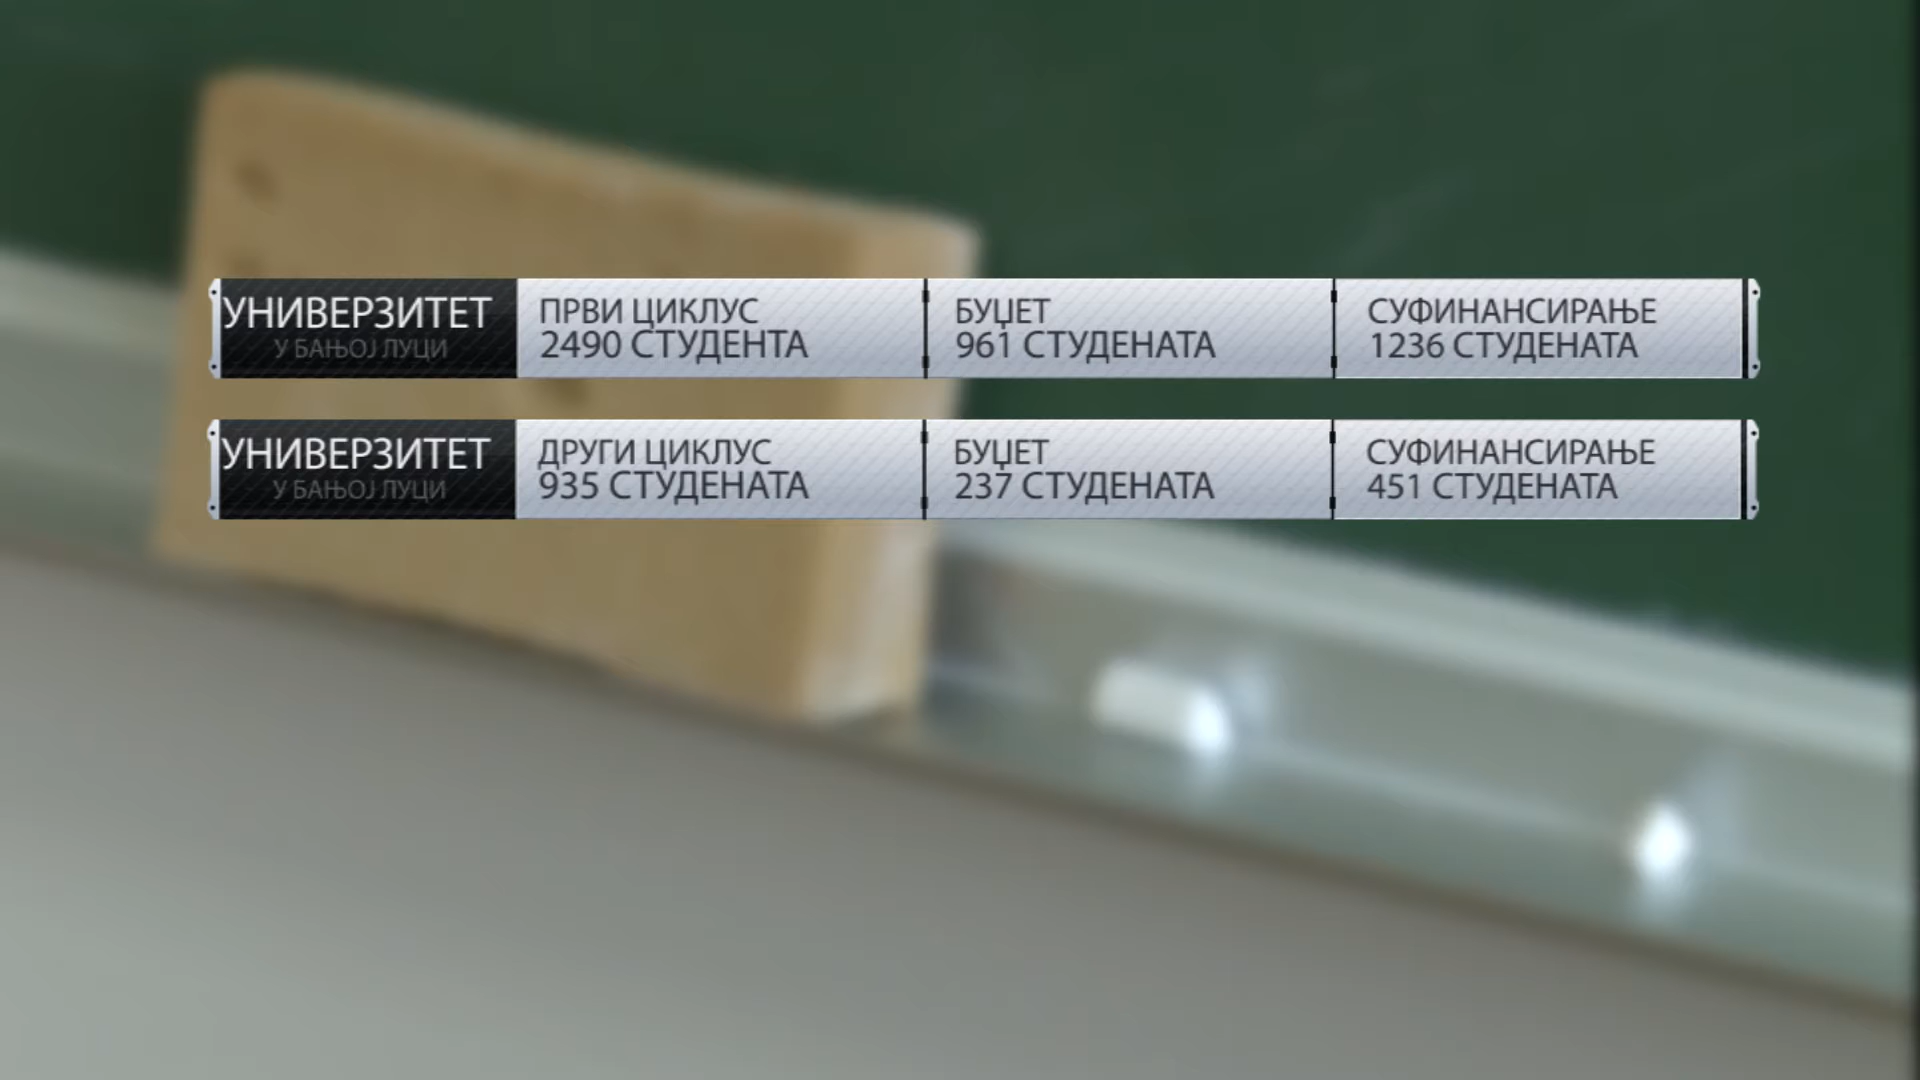 УНИВЕРЗИТЕТ
У БАЊОЈ ЛУЦИ
ПРВИ ЦИКЛУС
2490 СТУДЕНТА
БУЏЕТ
961 СТУДЕНАТА
СУФИНАНСИРАЊЕ
1236 СТУДЕНАТА
УНИВЕРЗИТЕТ
У БАЊОЈ ЛУЦИ
ДРУГИ ЦИКЛУС
935 СТУДЕНАТА
БУЏЕТ
237 СТУДЕНАТА
СУФИНАНСИРАЊЕ
451 СТУДЕНАТА